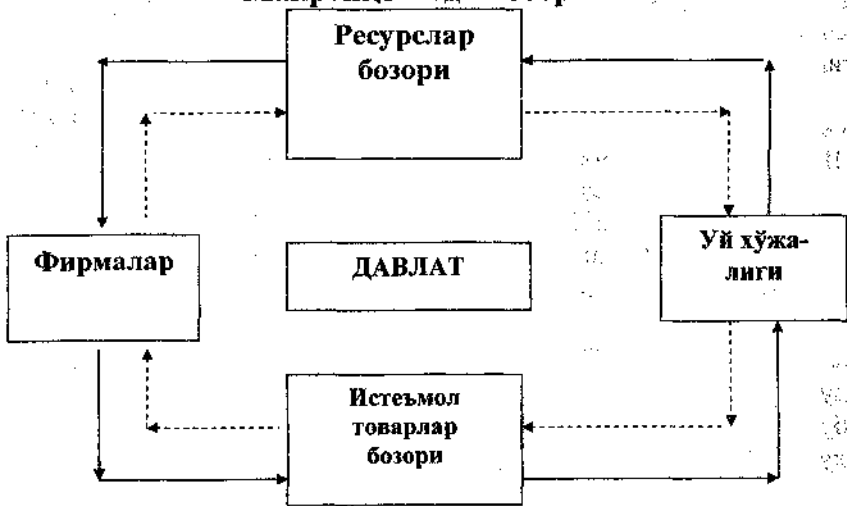 Ресурслар
бозори
Фирмалар
ДАВЛАТ
Уй хўжа-
лиги
Истеъмол
товарлар
бозори